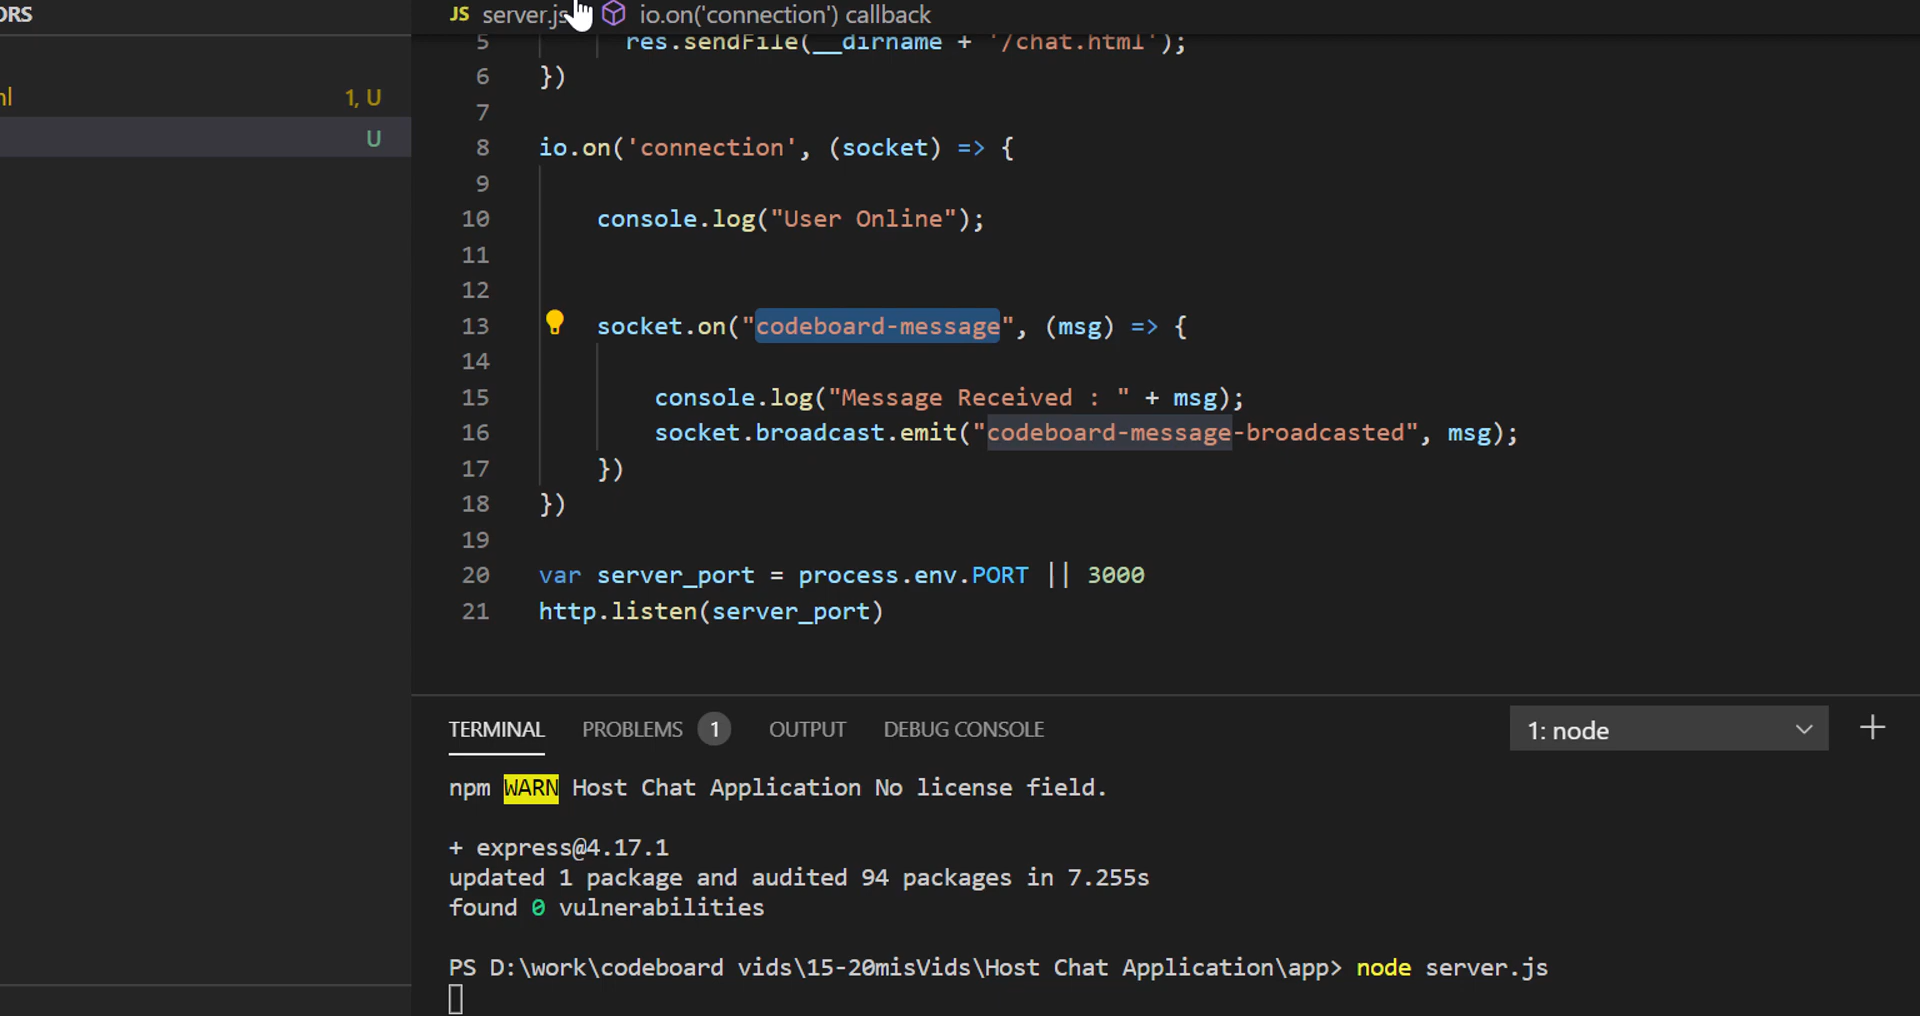 ORS
JS server.js io.on('connection') callback
nl 1, U
U
5 res.sendFile(__dirname + '/chat.html');
6 })
7
8 io.on('connection', (socket) => {
9
10 console.log("User Online");
11
12
13 socket.on("codeboard-message", (msg) => {
14
15 console.log("Message Received : " + msg);
16 socket.broadcast.emit("codeboard-message-broadcasted", msg);
17 })
18 })
19
20 var server_port = process.env.PORT || 3000
21 http.listen(server_port)
TERMINAL PROBLEMS 1 OUTPUT DEBUG CONSOLE 1: node
npm WARN Host Chat Application No license field.
+ express@4.17.1
updated 1 package and audited 94 packages in 7.255s
found 0 vulnerabilities
PS D:\work\codeboard vids\15-20misVids\Host Chat Application\app> node server.js